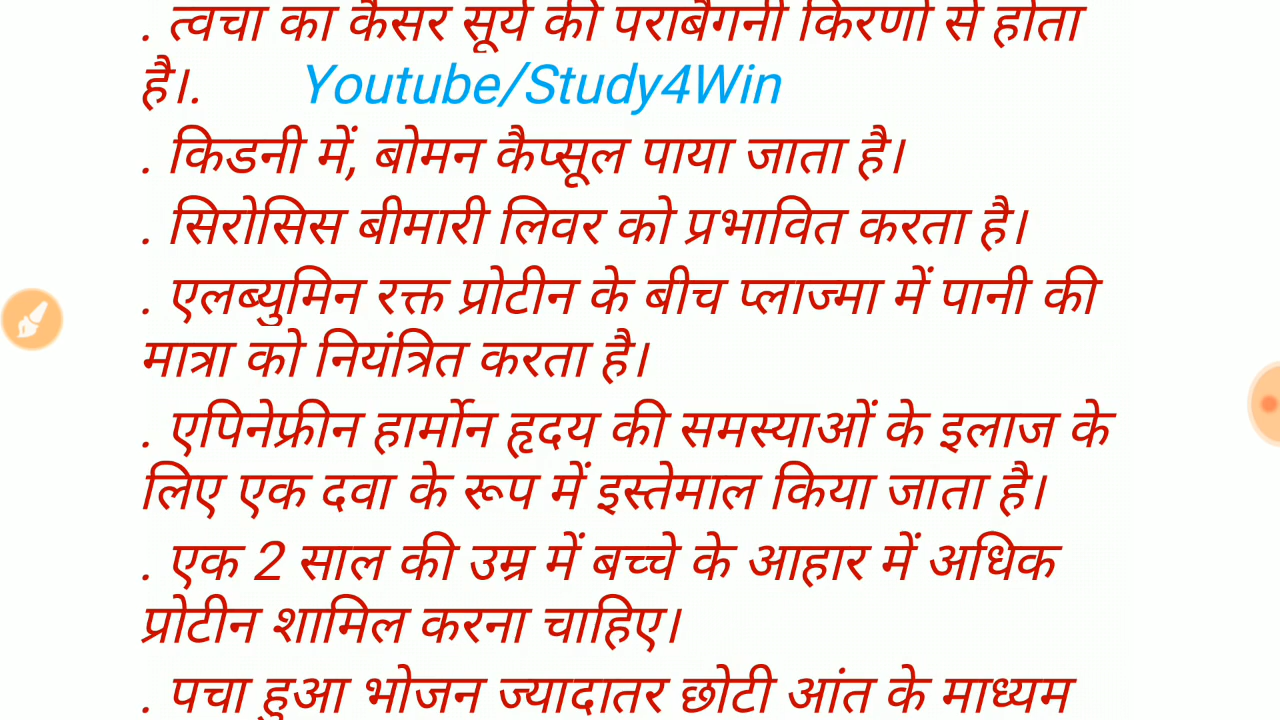 . त्वचा का कैंसर सूर्य की पराबैंगनी किरणों से होता
है।. Youtube/Study4Win
. किडनी में, बोमन कैप्सूल पाया जाता है।
. सिरोसिस बीमारी लिवर को प्रभावित करता है।
. एलब्युमिन रक्त प्रोटीन के बीच प्लाज्मा में पानी की
मात्रा को नियंत्रित करता है।
. एपिनेफ्रीन हार्मोन हृदय की समस्याओं के इलाज के
लिए एक दवा के रूप में इस्तेमाल किया जाता है।
. एक 2 साल की उम्र में बच्चे के आहार में अधिक
प्रोटीन शामिल करना चाहिए।
. पचा हुआ भोजन ज्यादातर छोटी आंत के माध्यम